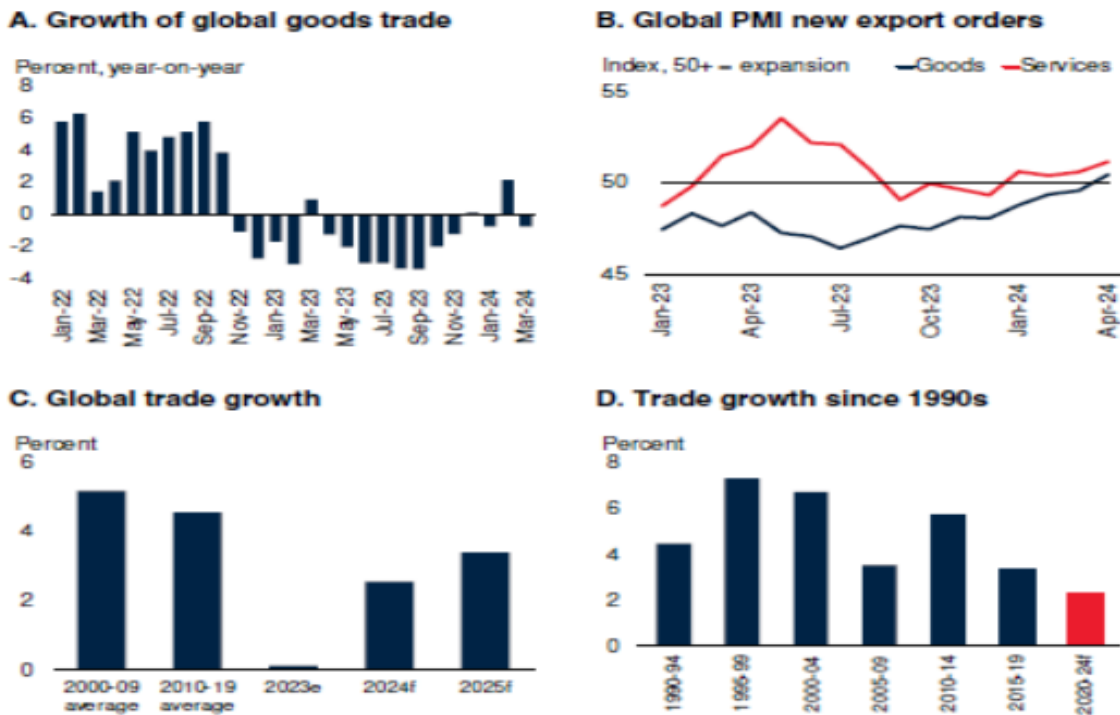 A. Growth of global goods trade
Percent, year-on-year
8
6
4
2
0
-2
-4
Jan-22
Mar-22
May-22
Jul-22
Sep-22
Nov-22
Jan-23
Mar-23
May-23
Jul-23
Sep-23
Nov-23
Jan-24
Mar-24
B. Global PMI new export orders
Index, 50+ = expansion
Goods
Services
55
50
45
Jan-23
Apr-23
Jul-23
Oct-23
Jan-24
Apr-24
C. Global trade growth
Percent
6
4
2
0
2000-09 average
2010-19 average
2023e
2024f
2025f
D. Trade growth since 1990s
Percent
8
6
4
2
0
1990-94
1995-99
2000-04
2005-09
2010-14
2015-19
2020-24f